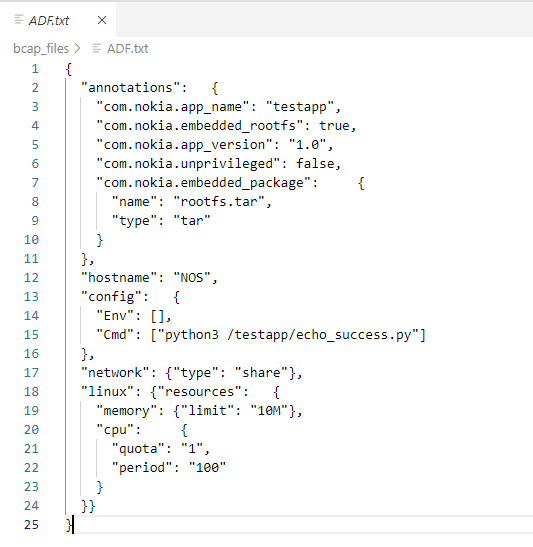 ADF.txt
bcap_files > ADF.txt
1 {
2   "annotations":   {
3     "com.nokia.app_name": "testapp",
4     "com.nokia.embedded_rootfs": true,
5     "com.nokia.app_version": "1.0",
6     "com.nokia.unprivileged": false,
7     "com.nokia.embedded_package":     {
8       "name": "rootfs.tar",
9       "type": "tar"
10     }
11   },
12   "hostname": "NOS",
13   "config":   {
14     "Env": [],
15     "Cmd": ["python3 /testapp/echo_success.py"]
16   },
17   "network": {"type": "share"},
18   "linux": {"resources":   {
19     "memory": {"limit": "10M"},
20     "cpu":     {
21       "quota": "1",
22       "period": "100"
23     }
24   }}
25 }